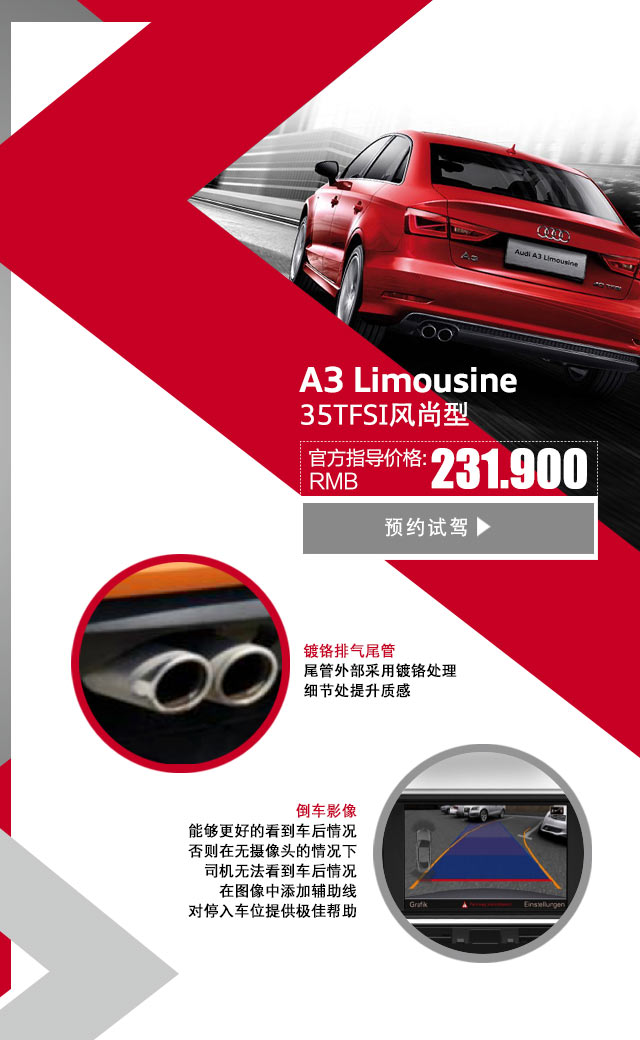 Audi A3 Limousine
A3
A3 Limousine
35TFSI风尚型
官方指导价格:
RMB
231.900
预约试驾
镀铬排气尾管
尾管外部采用镀铬处理
细节处提升质感
倒车影像
能够更好的看到车后情况
否则在无摄像头的情况下
司机无法看到车后情况
在图像中添加辅助线
对停入车位提供极佳帮助
Grafik
Einstellungen